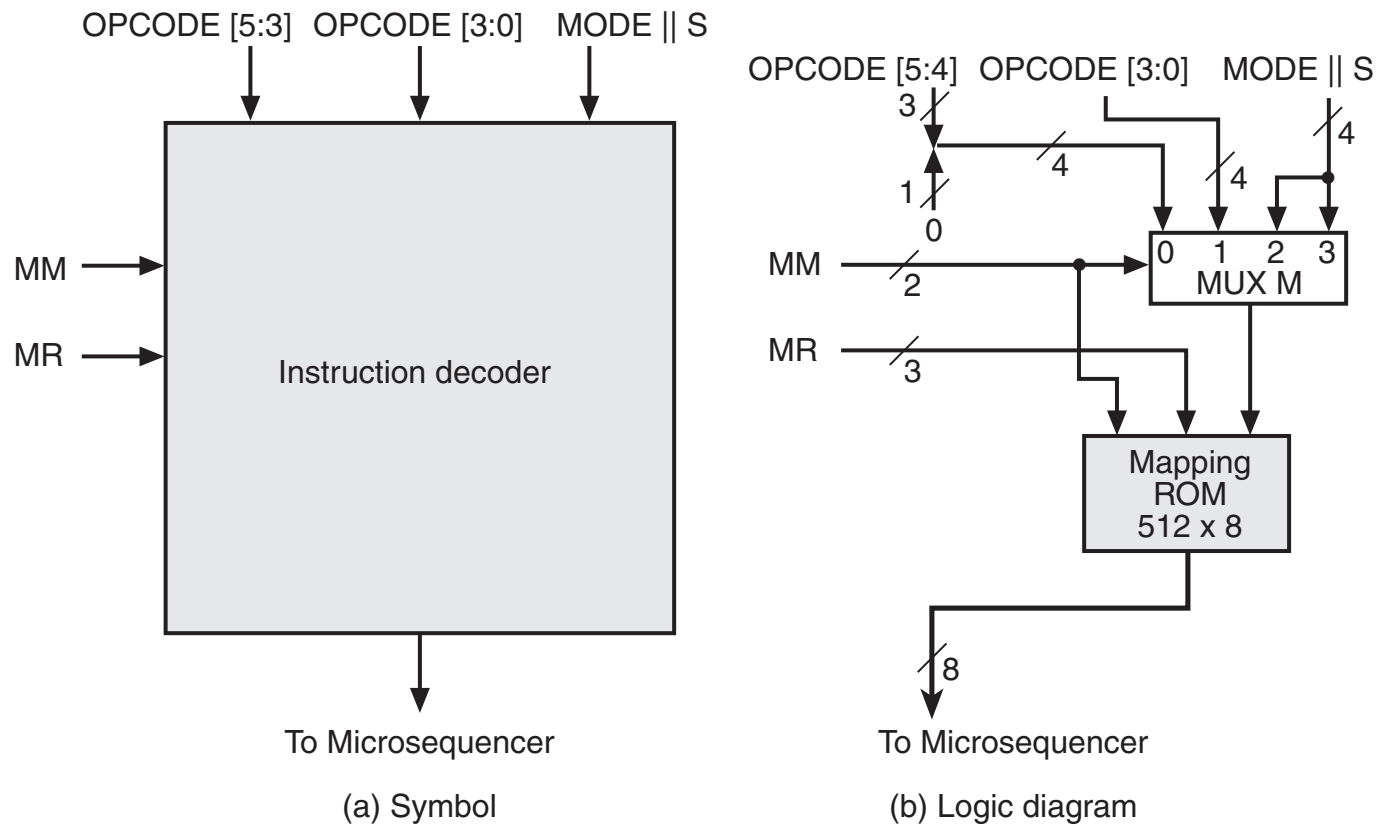 OPCODE [5:3] OPCODE [3:0] MODE || S
MM
MR
Instruction decoder
To Microsequencer
(a) Symbol
OPCODE [5:4] OPCODE [3:0] MODE || S
3
4
4
4
1
0
MM
2
0 1 2 3
MUX M
MR
3
Mapping
ROM
512 x 8
8
To Microsequencer
(b) Logic diagram